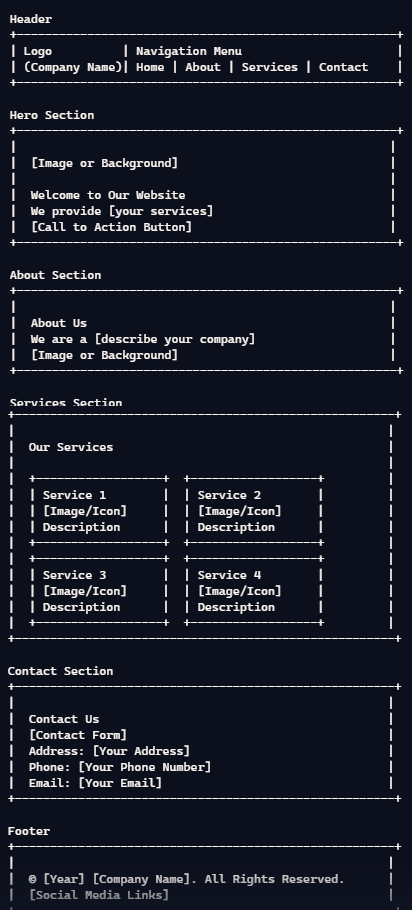 Header
Logo | Navigation Menu
(Company Name)| Home | About | Services | Contact
Hero Section
[Image or Background]
Welcome to Our Website
We provide [your services]
[Call to Action Button]
About Section
About Us
We are a [describe your company]
[Image or Background]
Services Section
Our Services
Service 1 | | Service 2
[Image/Icon] | | [Image/Icon]
Description | | Description
Service 3 | | Service 4
[Image/Icon] | | [Image/Icon]
Description | | Description
Contact Section
Contact Us
[Contact Form]
Address: [Your Address]
Phone: [Your Phone Number]
Email: [Your Email]
Footer
© [Year] [Company Name]. All Rights Reserved.
[Social Media Links]